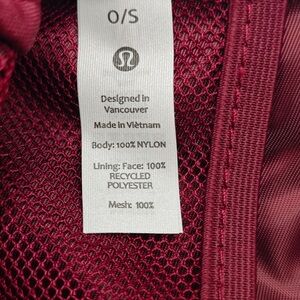 O/S
Designed in
Vancouver
Made in Vietnam
Body: 100% NYLON
Lining: Face: 100%
RECYCLED
POLYESTER
Mesh: 100%